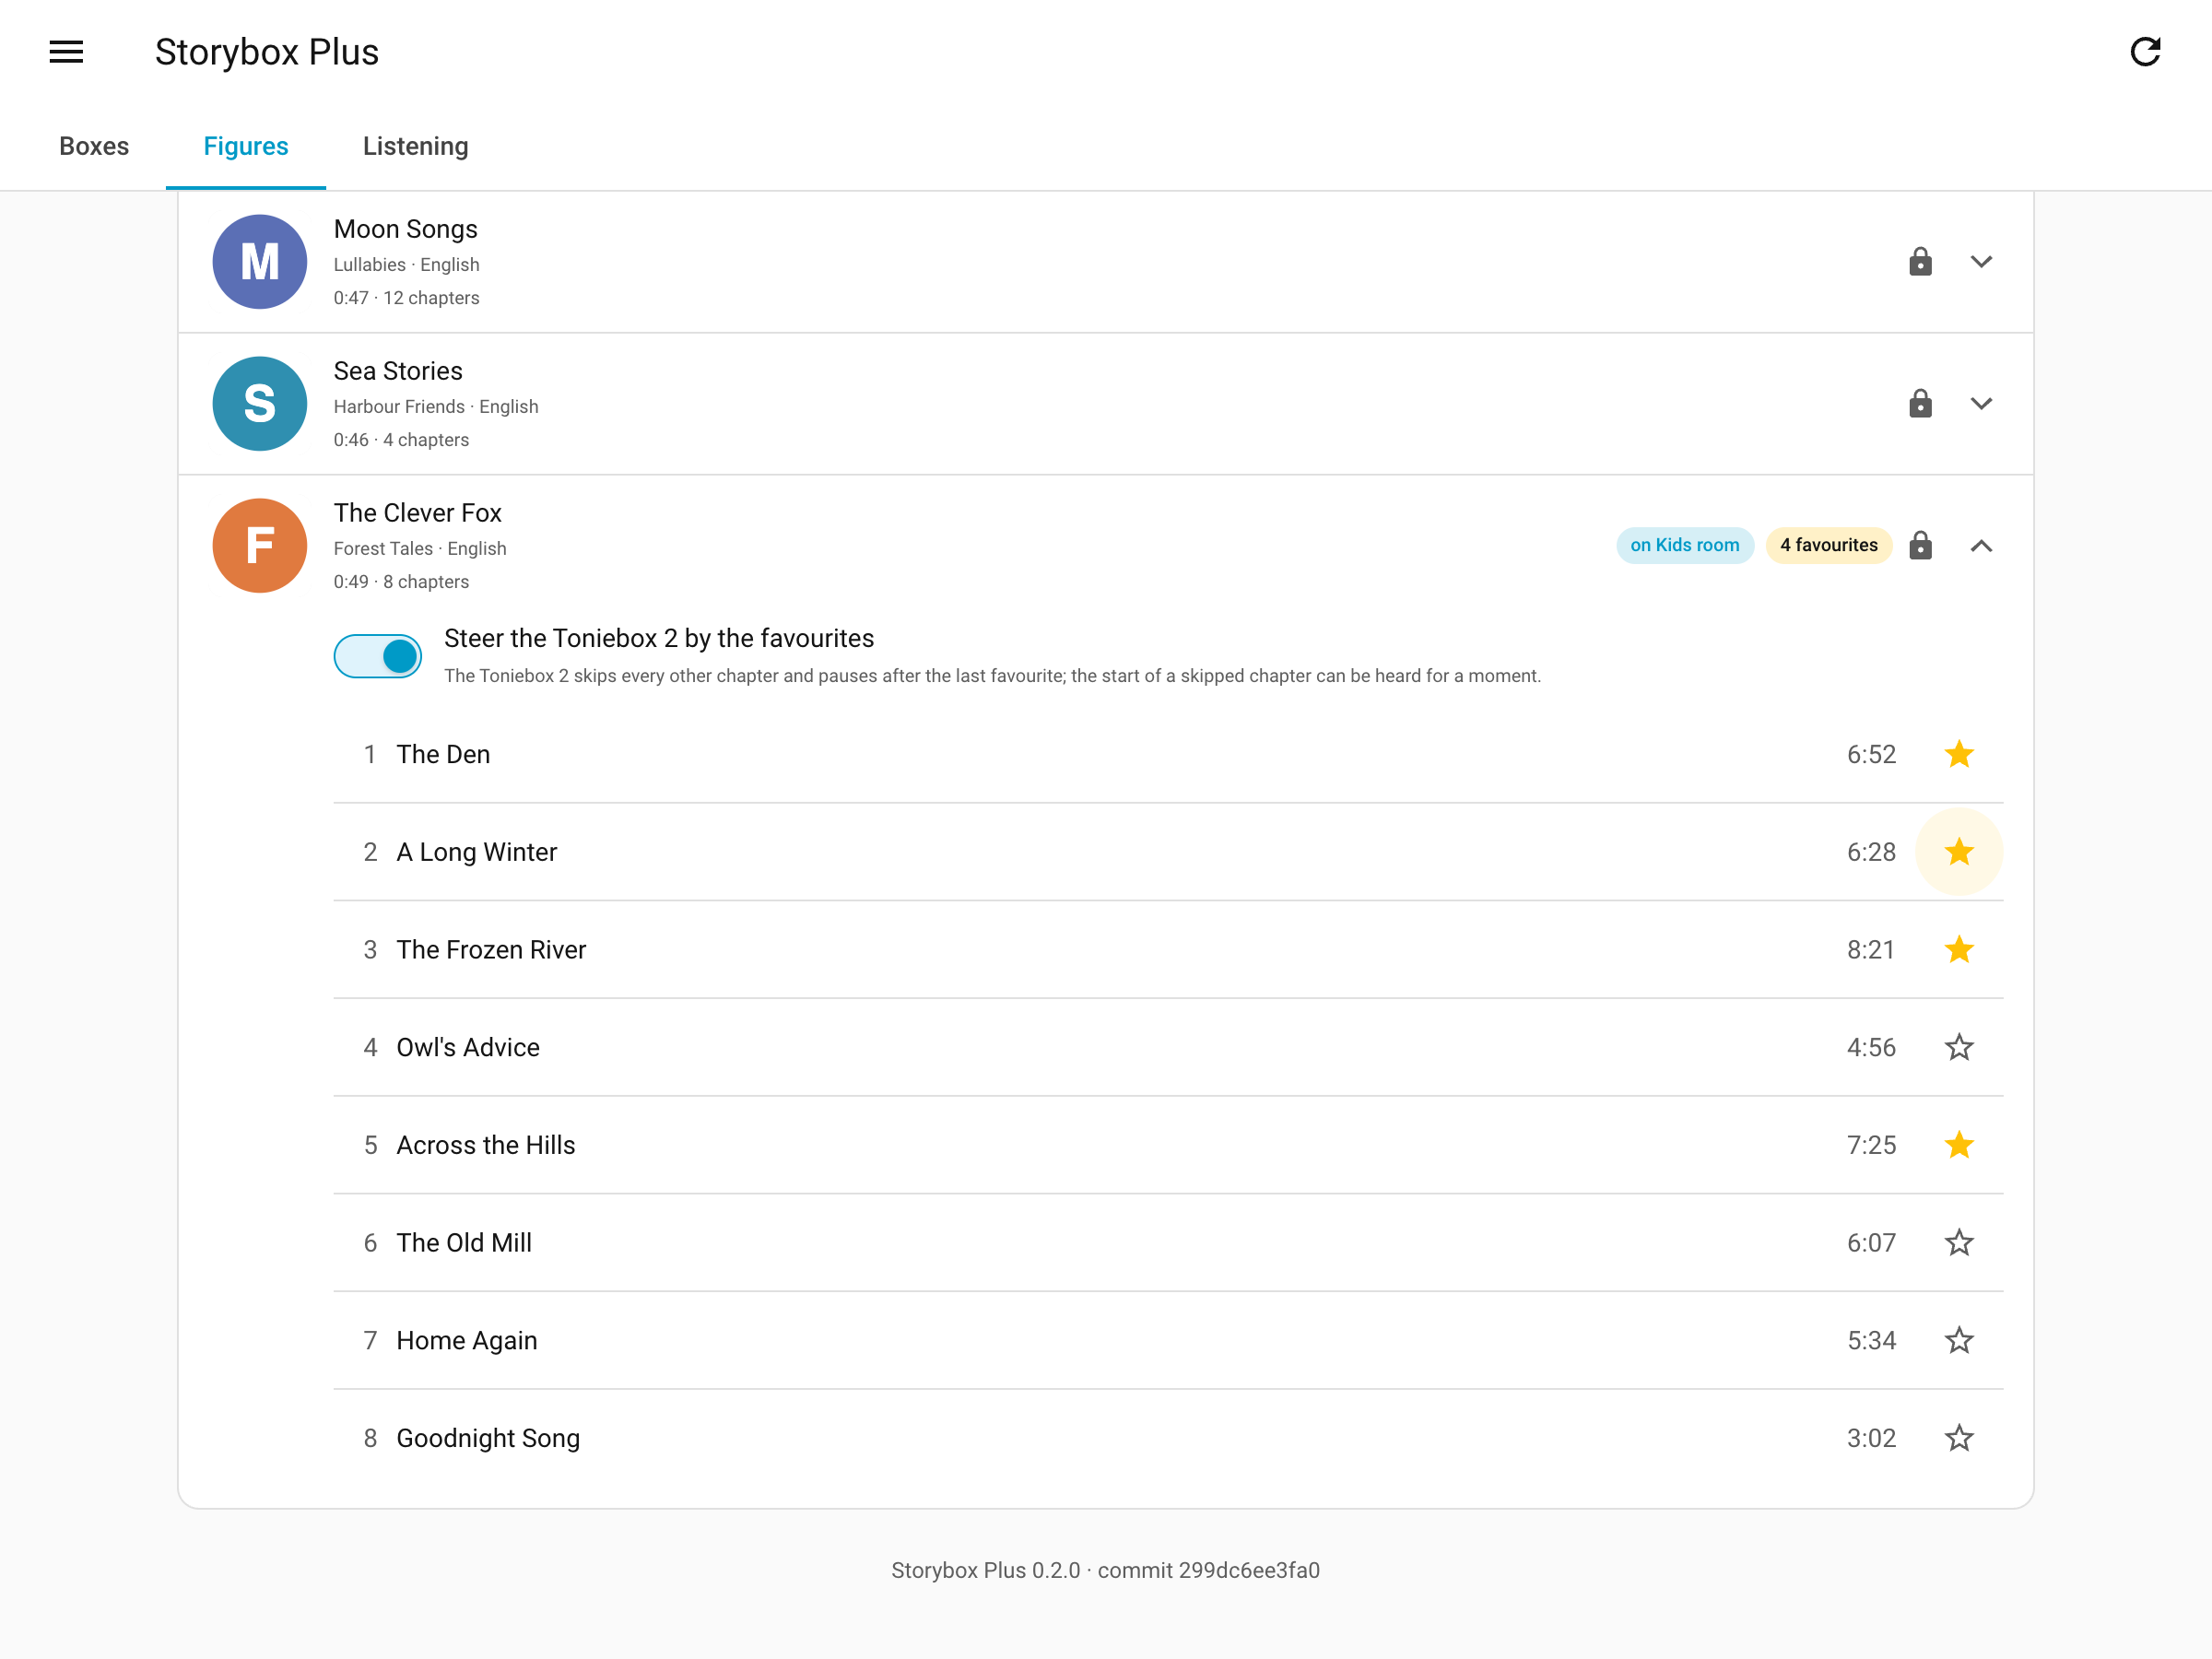 Storybox Plus
Boxes Figures Listening
M
Moon Songs
Lullabies · English
0:47 · 12 chapters
S
Sea Stories
Harbour Friends · English
0:46 · 4 chapters
F
The Clever Fox
Forest Tales · English
0:49 · 8 chapters
on Kids room 4 favourites
Steer the Toniebox 2 by the favourites
The Toniebox 2 skips every other chapter and pauses after the last favourite; the start of a skipped chapter can be heard for a moment.
1 The Den 6:52
2 A Long Winter 6:28
3 The Frozen River 8:21
4 Owl's Advice 4:56
5 Across the Hills 7:25
6 The Old Mill 6:07
7 Home Again 5:34
8 Goodnight Song 3:02
Storybox Plus 0.2.0 · commit 299dc6ee3fa0